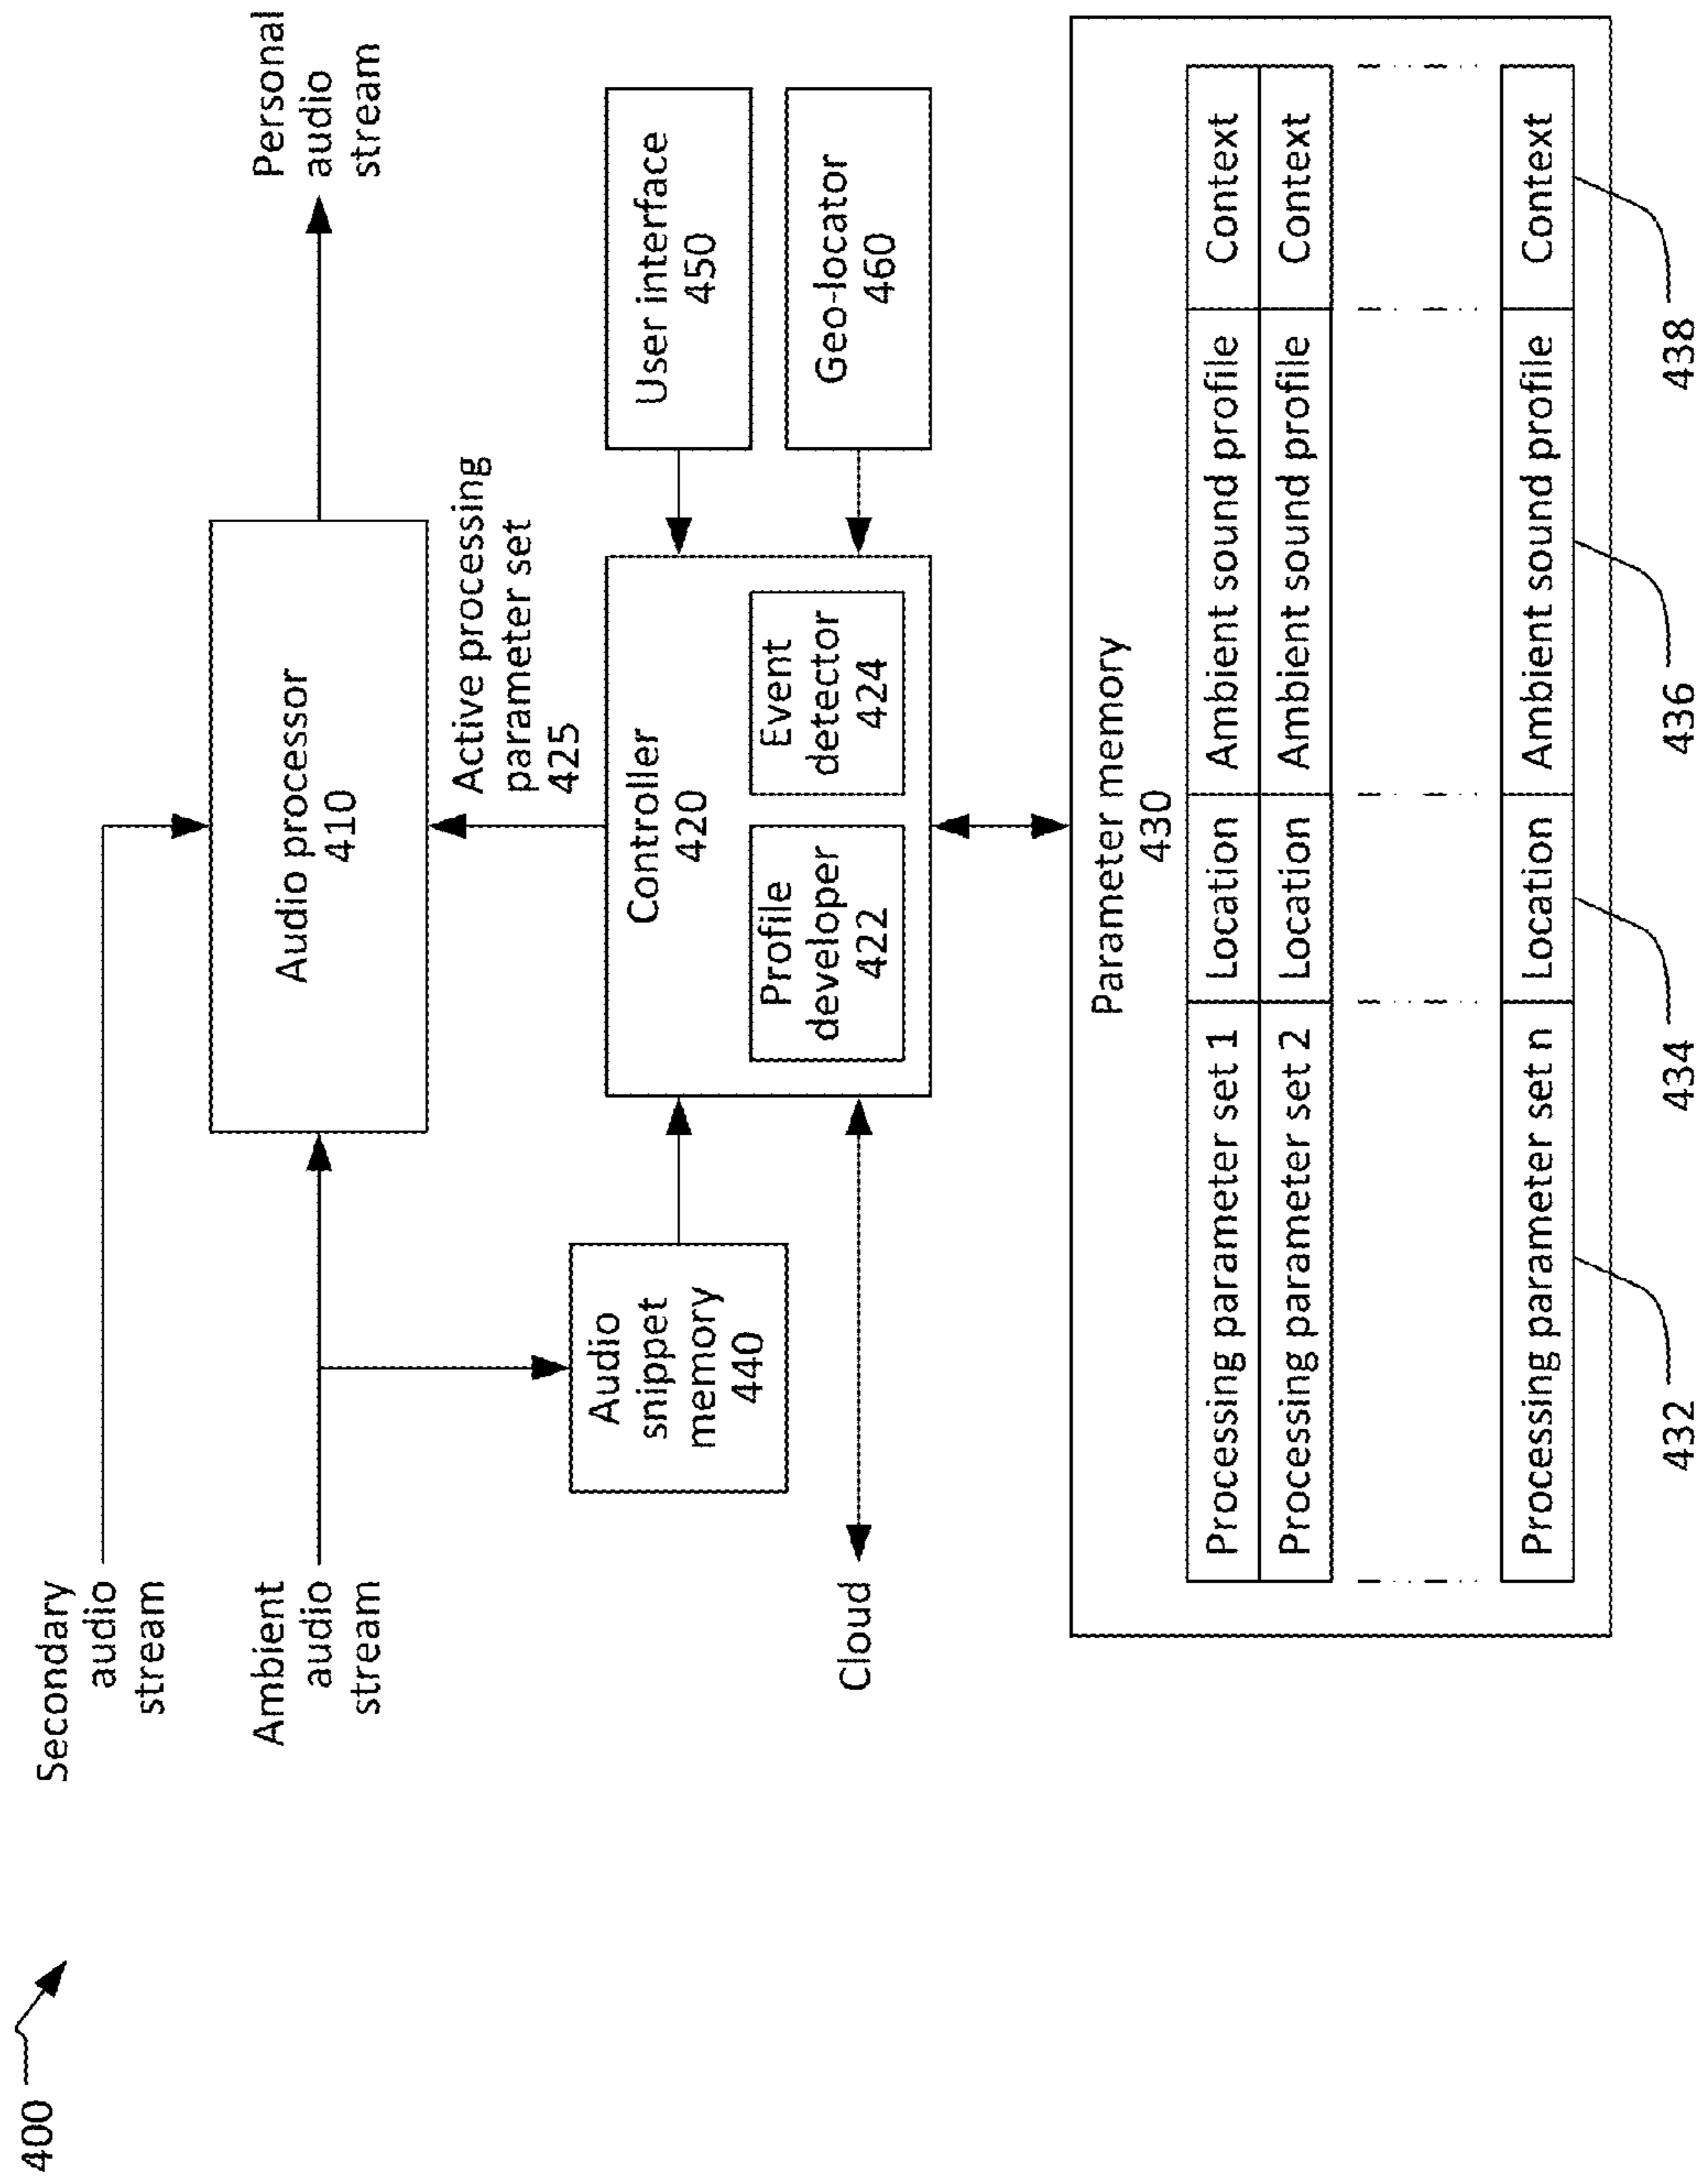 400
Secondary
audio
stream
Ambient
audio
stream
Personal
audio
stream
Audio processor
410
Active processing
parameter set
425
Audio
snippet
memory
440
Controller
420
Profile
developer
422
Event
detector
424
User interface
450
Geo-locator
460
Cloud
Parameter memory
430
Processing parameter set 1
Location
Ambient sound profile
Context
Processing parameter set 2
Location
Ambient sound profile
Context
Processing parameter set n
Location
Ambient sound profile
Context
432
434
436
438